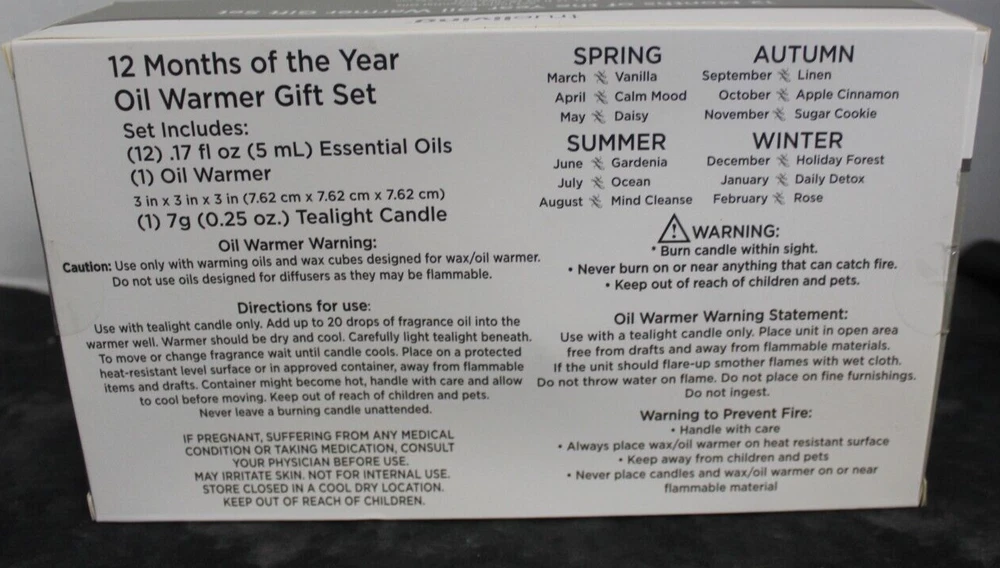 12 Months of the Year Oil Warmer Gift Set
trueliving
12 Months of the Year
Oil Warmer Gift Set
Set Includes:
(12) .17 fl oz (5 mL) Essential Oils
(1) Oil Warmer
3 in x 3 in x 3 in (7.62 cm x 7.62 cm x 7.62 cm)
(1) 7g (0.25 oz.) Tealight Candle
Oil Warmer Warning:
Caution: Use only with warming oils and wax cubes designed for wax/oil warmer.
Do not use oils designed for diffusers as they may be flammable.
Directions for use:
Use with tealight candle only. Add up to 20 drops of fragrance oil into the
warmer well. Warmer should be dry and cool. Carefully light tealight beneath.
To move or change fragrance wait until candle cools. Place on a protected
heat-resistant level surface or in approved container, away from flammable
items and drafts. Container might become hot, handle with care and allow
to cool before moving. Keep out of reach of children and pets.
Never leave a burning candle unattended.
IF PREGNANT, SUFFERING FROM ANY MEDICAL
CONDITION OR TAKING MEDICATION, CONSULT
YOUR PHYSICIAN BEFORE USE.
MAY IRRITATE SKIN. NOT FOR INTERNAL USE.
STORE CLOSED IN A COOL DRY LOCATION.
KEEP OUT OF REACH OF CHILDREN.
SPRING
March Vanilla
April Calm Mood
May Daisy
SUMMER
June Gardenia
July Ocean
August Mind Cleanse
AUTUMN
September Linen
October Apple Cinnamon
November Sugar Cookie
WINTER
December Holiday Forest
January Daily Detox
February Rose
WARNING:
* Burn candle within sight.
• Never burn on or near anything that can catch fire.
• Keep out of reach of children and pets.
Oil Warmer Warning Statement:
Use with a tealight candle only. Place unit in open area
free from drafts and away from flammable materials.
If the unit should flare-up smother flames with wet cloth.
Do not throw water on flame. Do not place on fine furnishings.
Do not ingest.
Warning to Prevent Fire:
• Handle with care
• Always place wax/oil warmer on heat resistant surface
• Keep away from children and pets
• Never place candles and wax/oil warmer on or near
flammable material